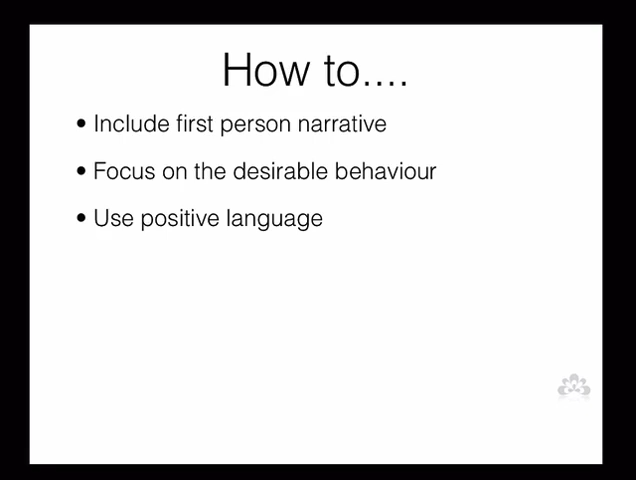 How to....
• Include first person narrative
• Focus on the desirable behaviour
• Use positive language